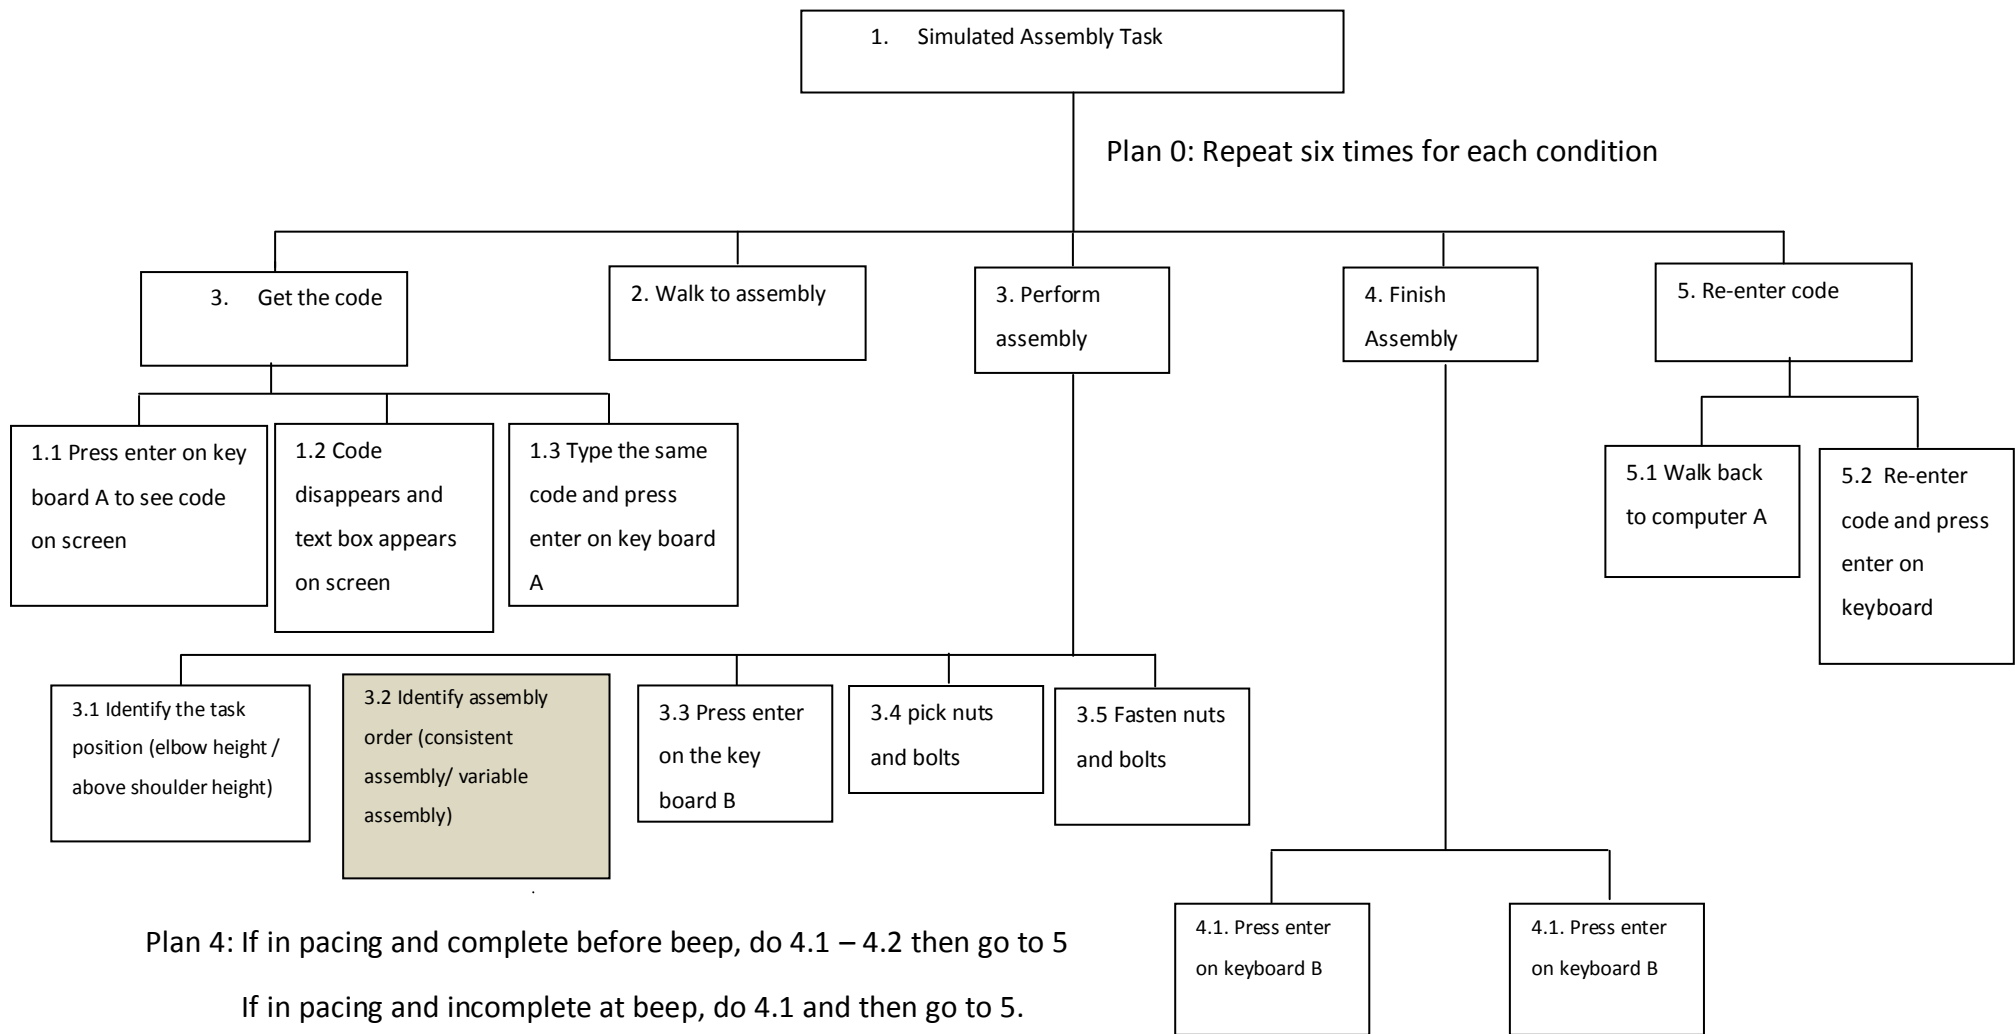 1. Simulated Assembly Task
Plan 0: Repeat six times for each condition
3. Get the code
2. Walk to assembly
3. Perform
assembly
4. Finish
Assembly
5. Re-enter code
1.1 Press enter on key
board A to see code
on screen
1.2 Code
disappears and
text box appears
on screen
1.3 Type the same
code and press
enter on key board
A
5.1 Walk back
to computer A
5.2 Re-enter
code and press
enter on
keyboard
3.1 Identify the task
position (elbow height /
above shoulder height)
3.2 Identify assembly
order (consistent
assembly/ variable
assembly)
3.3 Press enter
on the key
board B
3.4 pick nuts
and bolts
3.5 Fasten nuts
and bolts
.
4.1. Press enter
on keyboard B
4.1. Press enter
on keyboard B
Plan 4: If in pacing and complete before beep, do 4.1 – 4.2 then go to 5
If in pacing and incomplete at beep, do 4.1 and then go to 5.